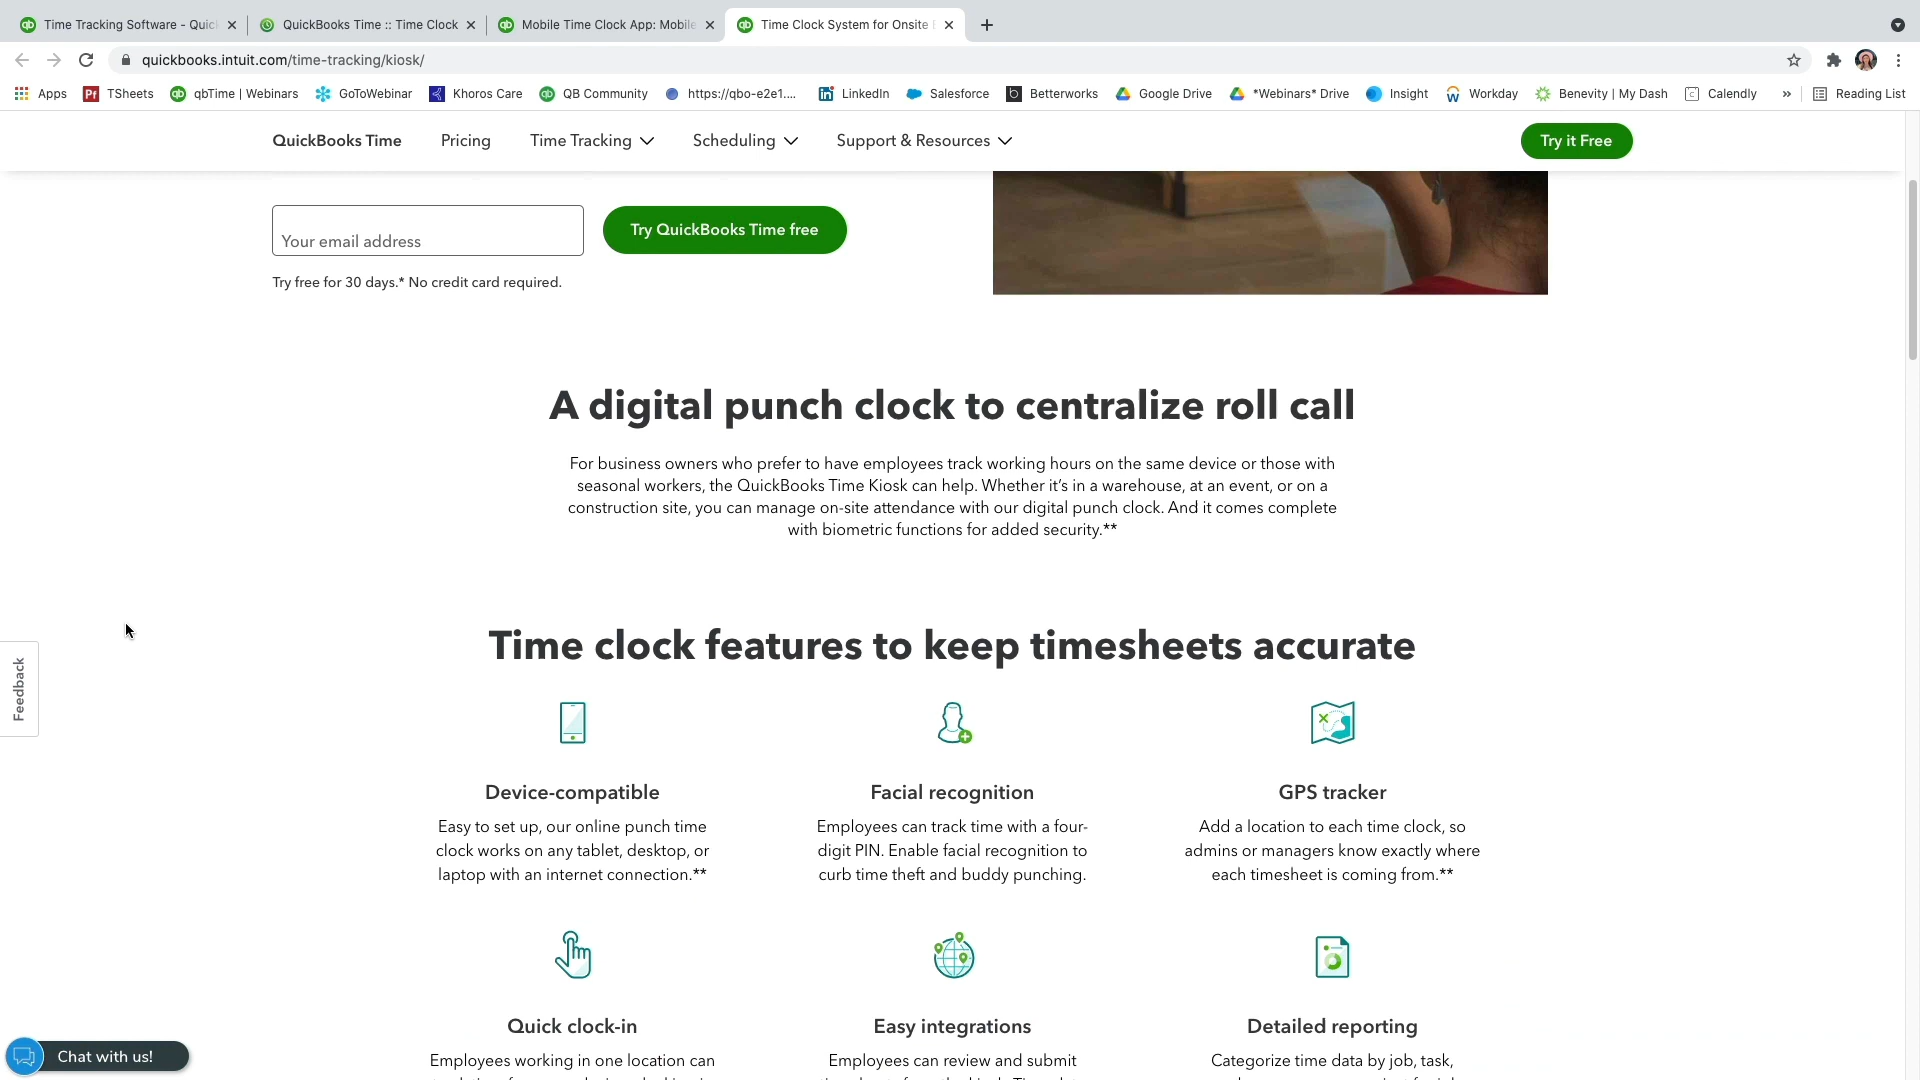 Time Tracking Software - Quick
QuickBooks Time :: Time Clock
Mobile Time Clock App: Mobile
Time Clock System for Onsite E
quickbooks.intuit.com/time-tracking/kiosk/
Apps
TSheets
qbTime | Webinars
GoToWebinar
Khoros Care
QB Community
https://qbo-e2e1....
LinkedIn
Salesforce
Betterworks
Google Drive
*Webinars* Drive
Insight
Workday
Benevity | My Dash
Calendly
»
Reading List
QuickBooks Time
Pricing
Time Tracking
Scheduling
Support & Resources
Try it Free
Your email address
Try QuickBooks Time free
Try free for 30 days.* No credit card required.
A digital punch clock to centralize roll call
For business owners who prefer to have employees track working hours on the same device or those with
seasonal workers, the QuickBooks Time Kiosk can help. Whether it’s in a warehouse, at an event, or on a
construction site, you can manage on-site attendance with our digital punch clock. And it comes complete
with biometric functions for added security.**
Feedback
Time clock features to keep timesheets accurate
Device-compatible
Easy to set up, our online punch time
clock works on any tablet, desktop, or
laptop with an internet connection.**
Facial recognition
Employees can track time with a four-
digit PIN. Enable facial recognition to
curb time theft and buddy punching.
GPS tracker
Add a location to each time clock, so
admins or managers know exactly where
each timesheet is coming from.**
Quick clock-in
Employees working in one location can
Easy integrations
Employees can review and submit
Detailed reporting
Categorize time data by job, task,
Chat with us!